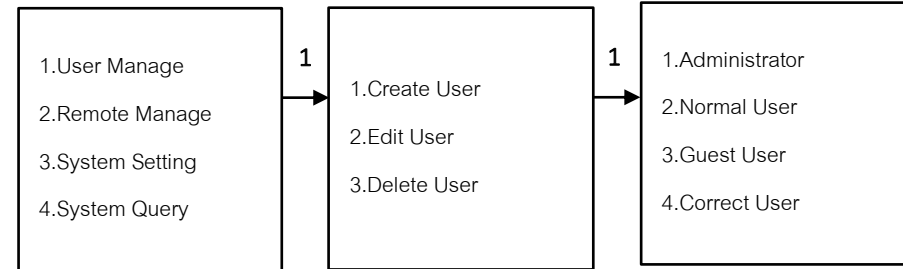 1.User Manage
2.Remote Manage
3.System Setting
4.System Query
1
1.Create User
2.Edit User
3.Delete User
1
1.Administrator
2.Normal User
3.Guest User
4.Correct User